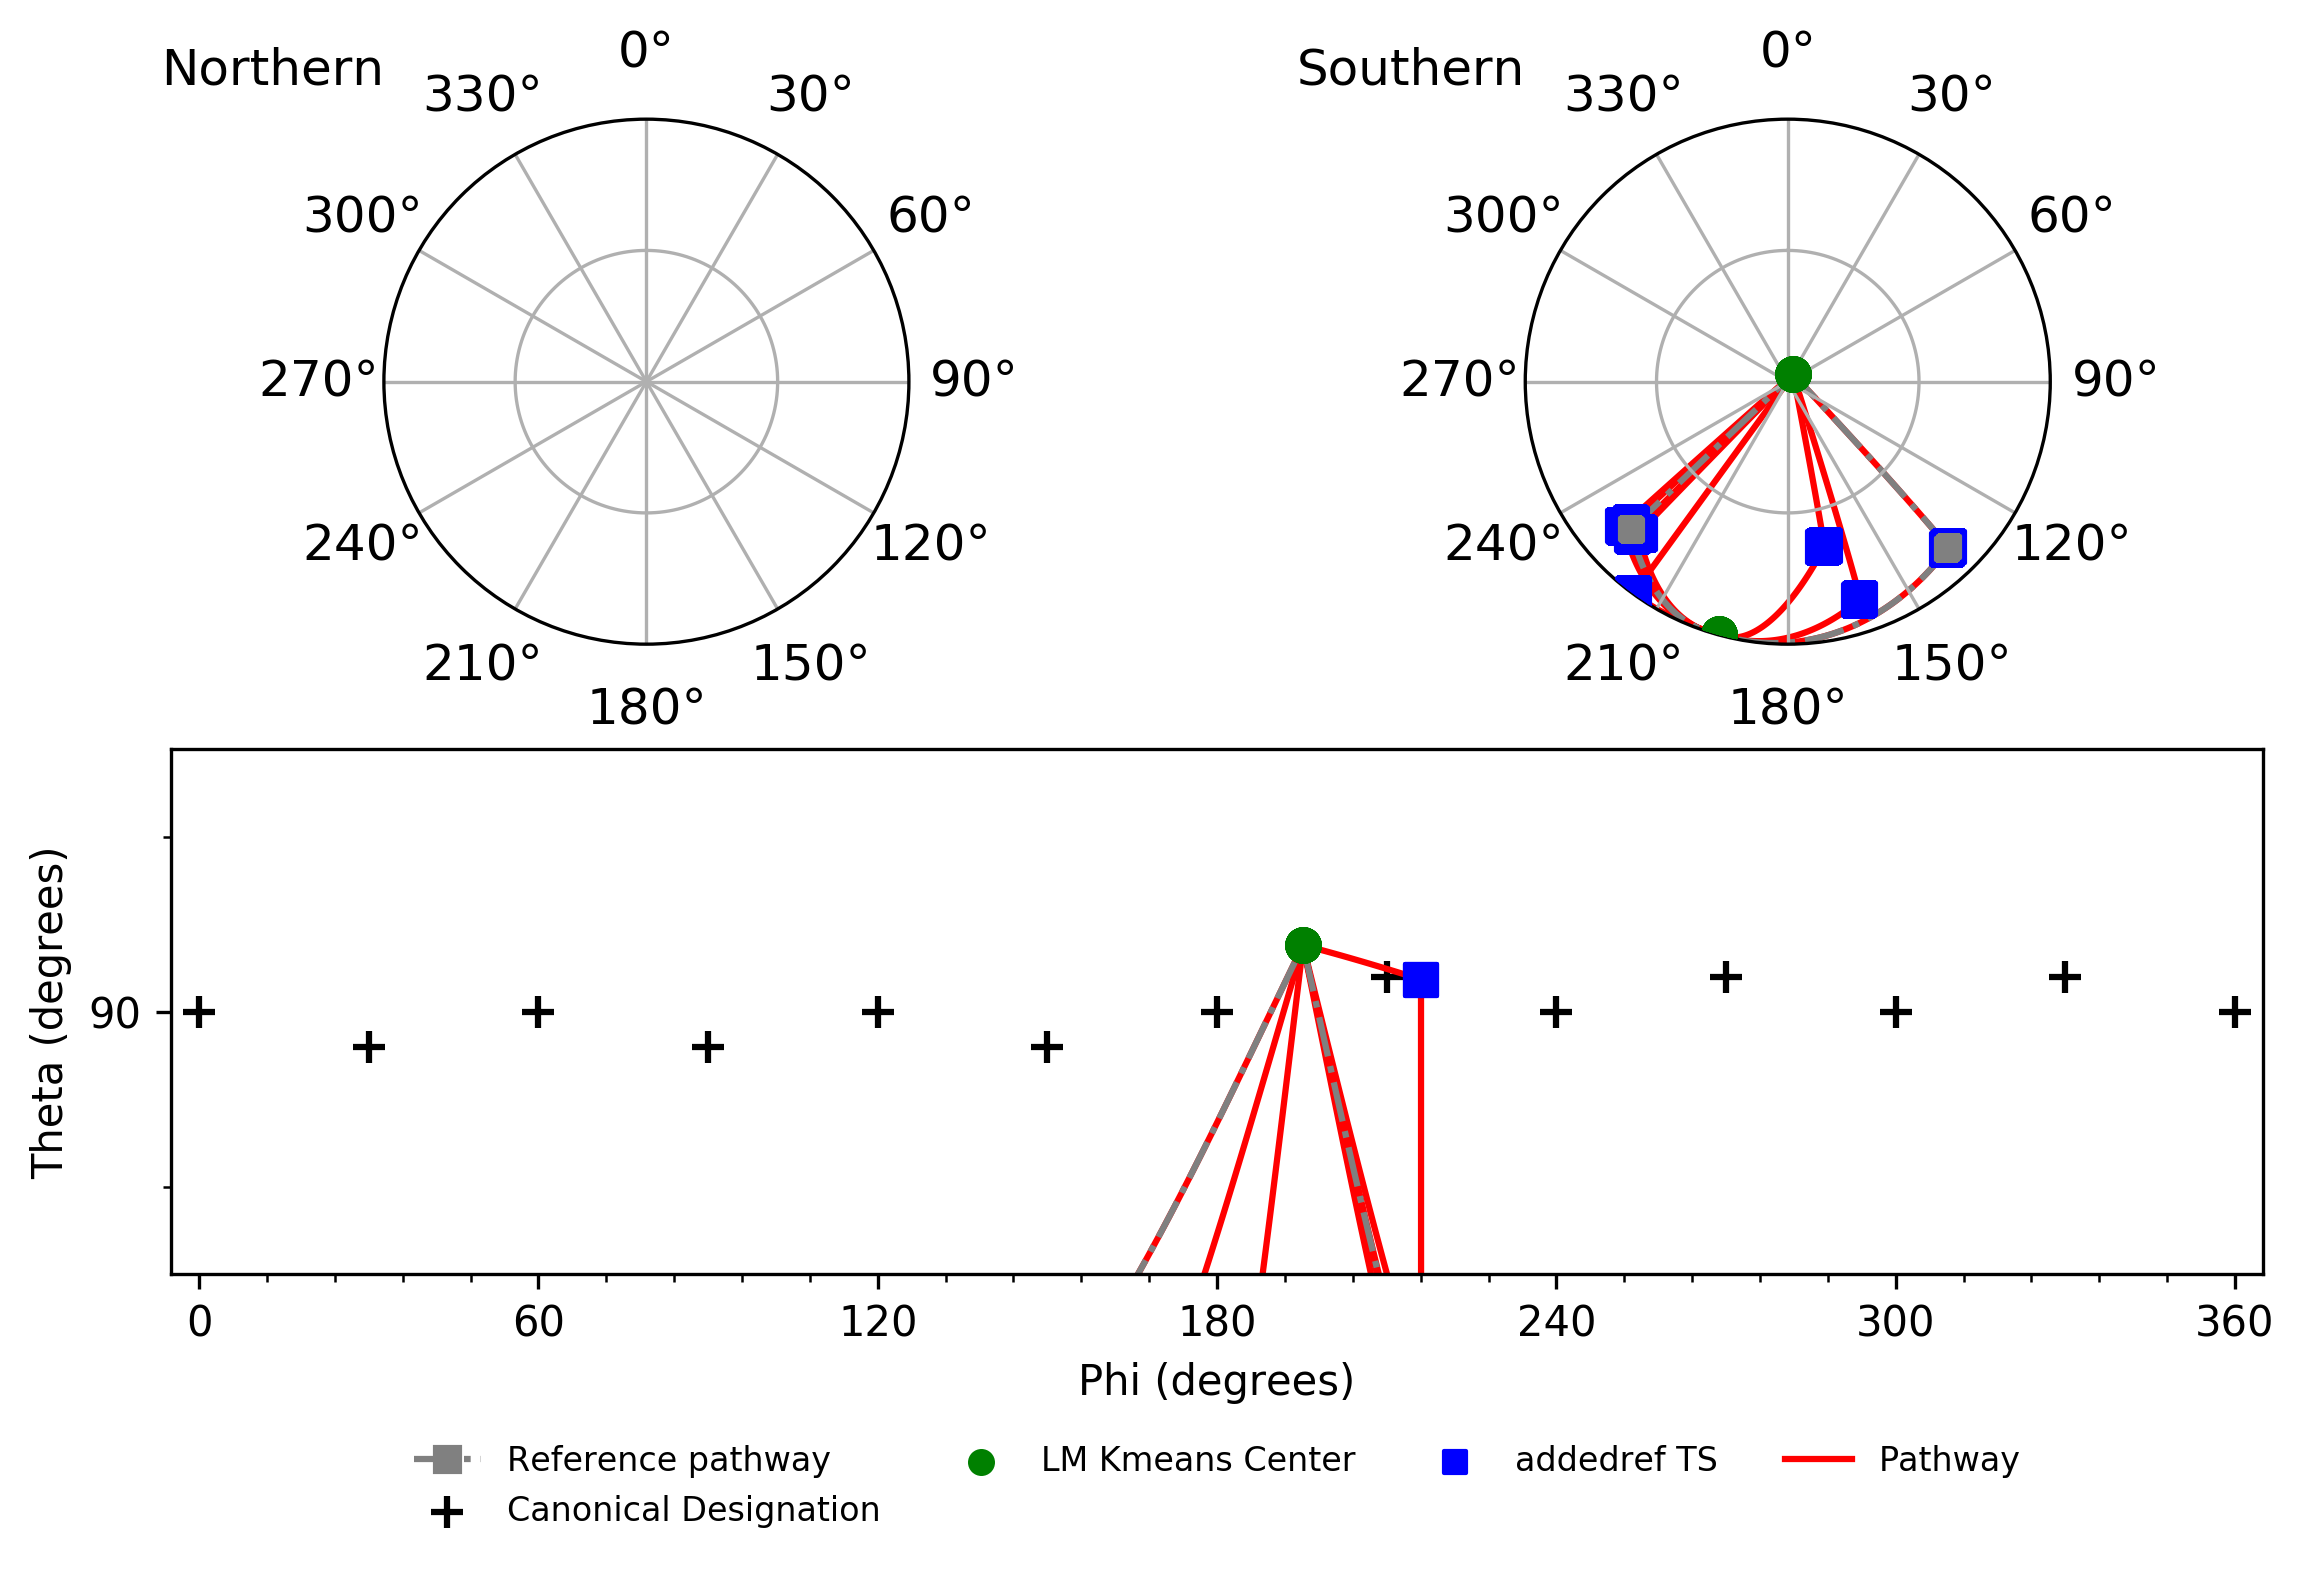 Northern
0°
30°
60°
90°
120°
150°
180°
210°
240°
270°
300°
330°
Southern
0°
30°
60°
90°
120°
150°
180°
210°
240°
270°
300°
330°
Theta (degrees)
90
0 60 120 180 240 300 360
Phi (degrees)
Reference pathway
Canonical Designation
LM Kmeans Center
addedref TS
Pathway